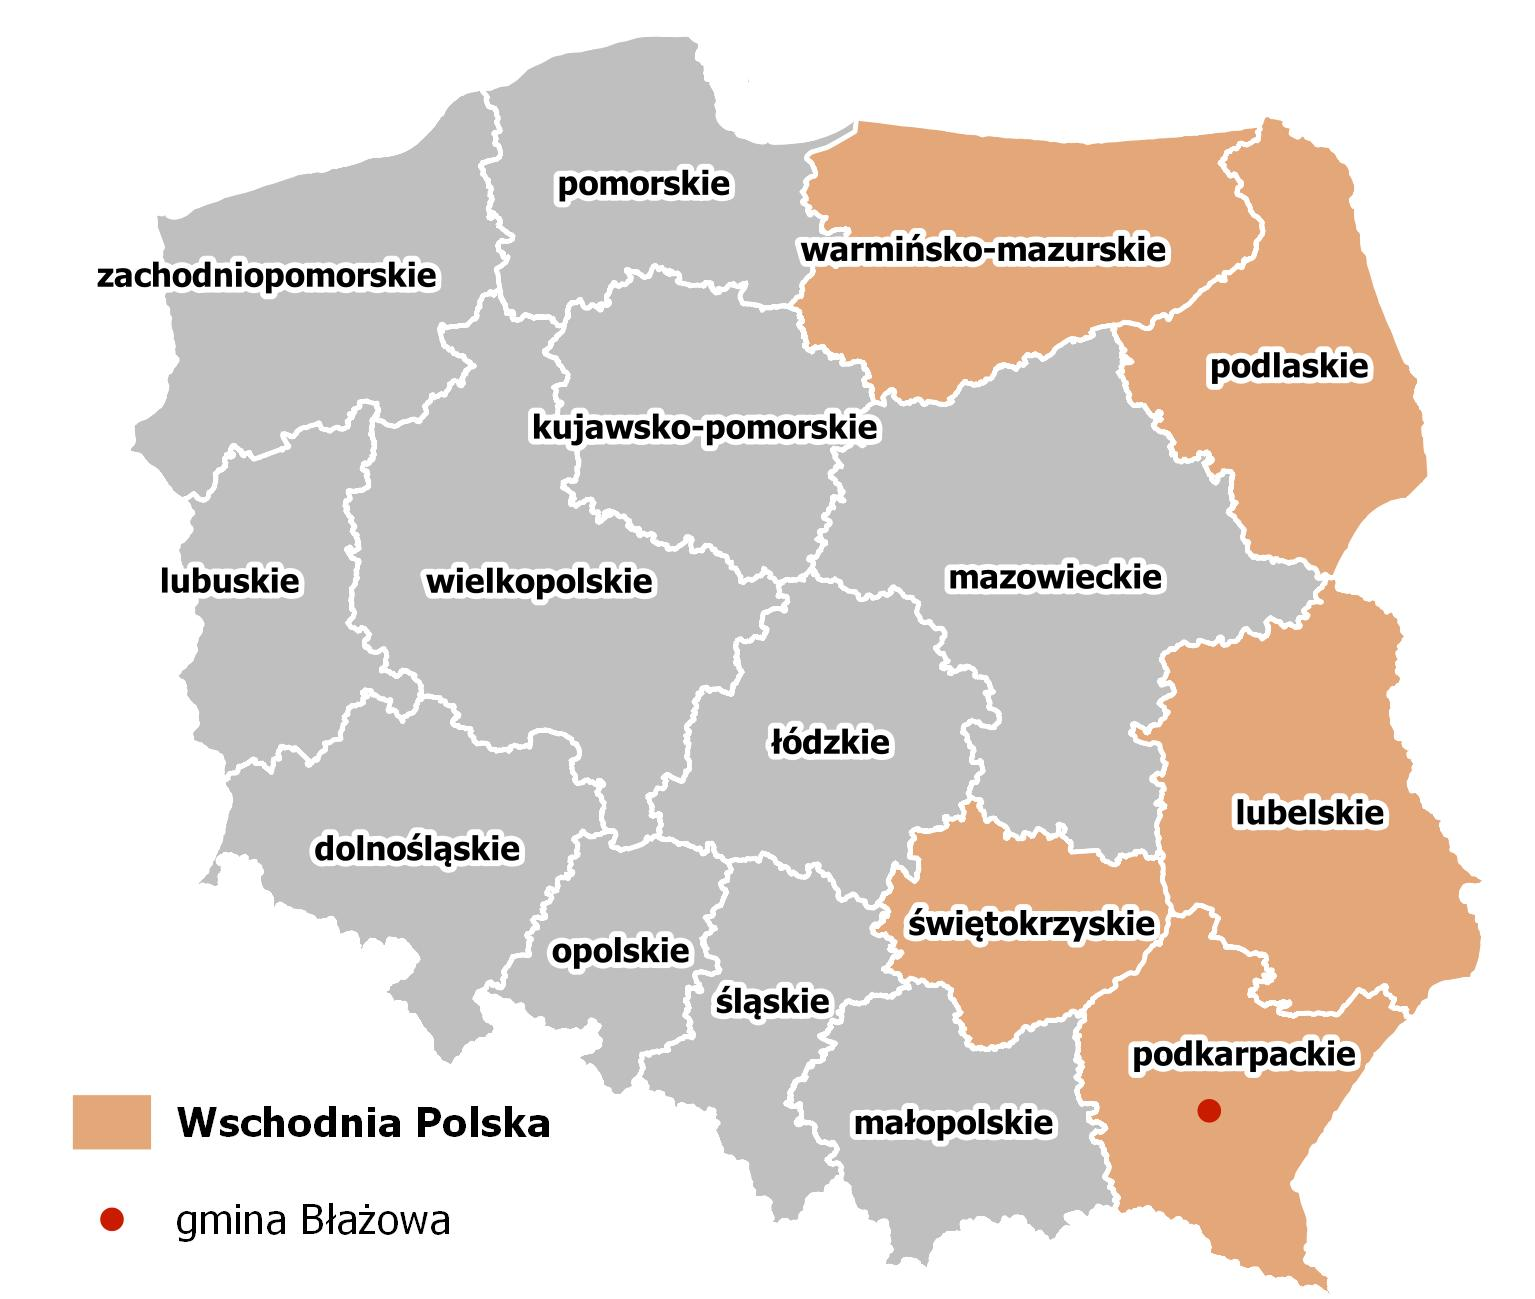 pomorskie
warmińsko-mazurskie
zachodniopomorskie
podlaskie
kujawsko-pomorskie
lubuskie
wielkopolskie
mazowieckie
łódzkie
lubelskie
dolnośląskie
świętokrzyskie
opolskie
śląskie
podkarpackie
małopolskie
Wschodnia Polska
gmina Błażowa